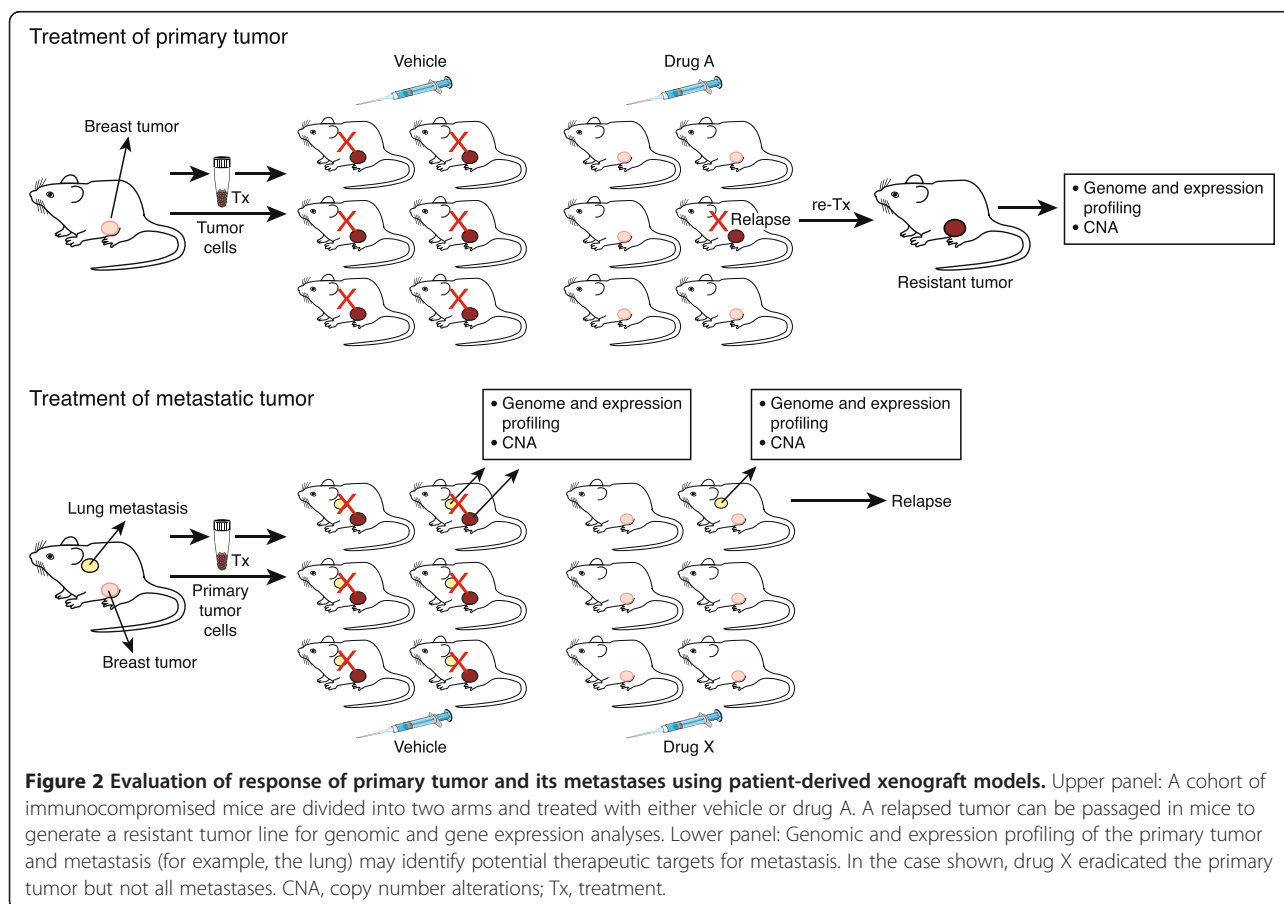 Treatment of primary tumor
Vehicle
Drug A
Breast tumor
Tx
Tumor
cells
Relapse
re-Tx
Resistant tumor
• Genome and expression
profiling
• CNA
Treatment of metastatic tumor
• Genome and expression
profiling
• CNA
• Genome and expression
profiling
• CNA
Lung metastasis
Tx
Primary
tumor
cells
Breast tumor
Relapse
Vehicle
Drug X
Figure 2 Evaluation of response of primary tumor and its metastases using patient-derived xenograft models. Upper panel: A cohort of
immunocompromised mice are divided into two arms and treated with either vehicle or drug A. A relapsed tumor can be passaged in mice to
generate a resistant tumor line for genomic and gene expression analyses. Lower panel: Genomic and expression profiling of the primary tumor
and metastasis (for example, the lung) may identify potential therapeutic targets for metastasis. In the case shown, drug X eradicated the primary
tumor but not all metastases. CNA, copy number alterations; Tx, treatment.